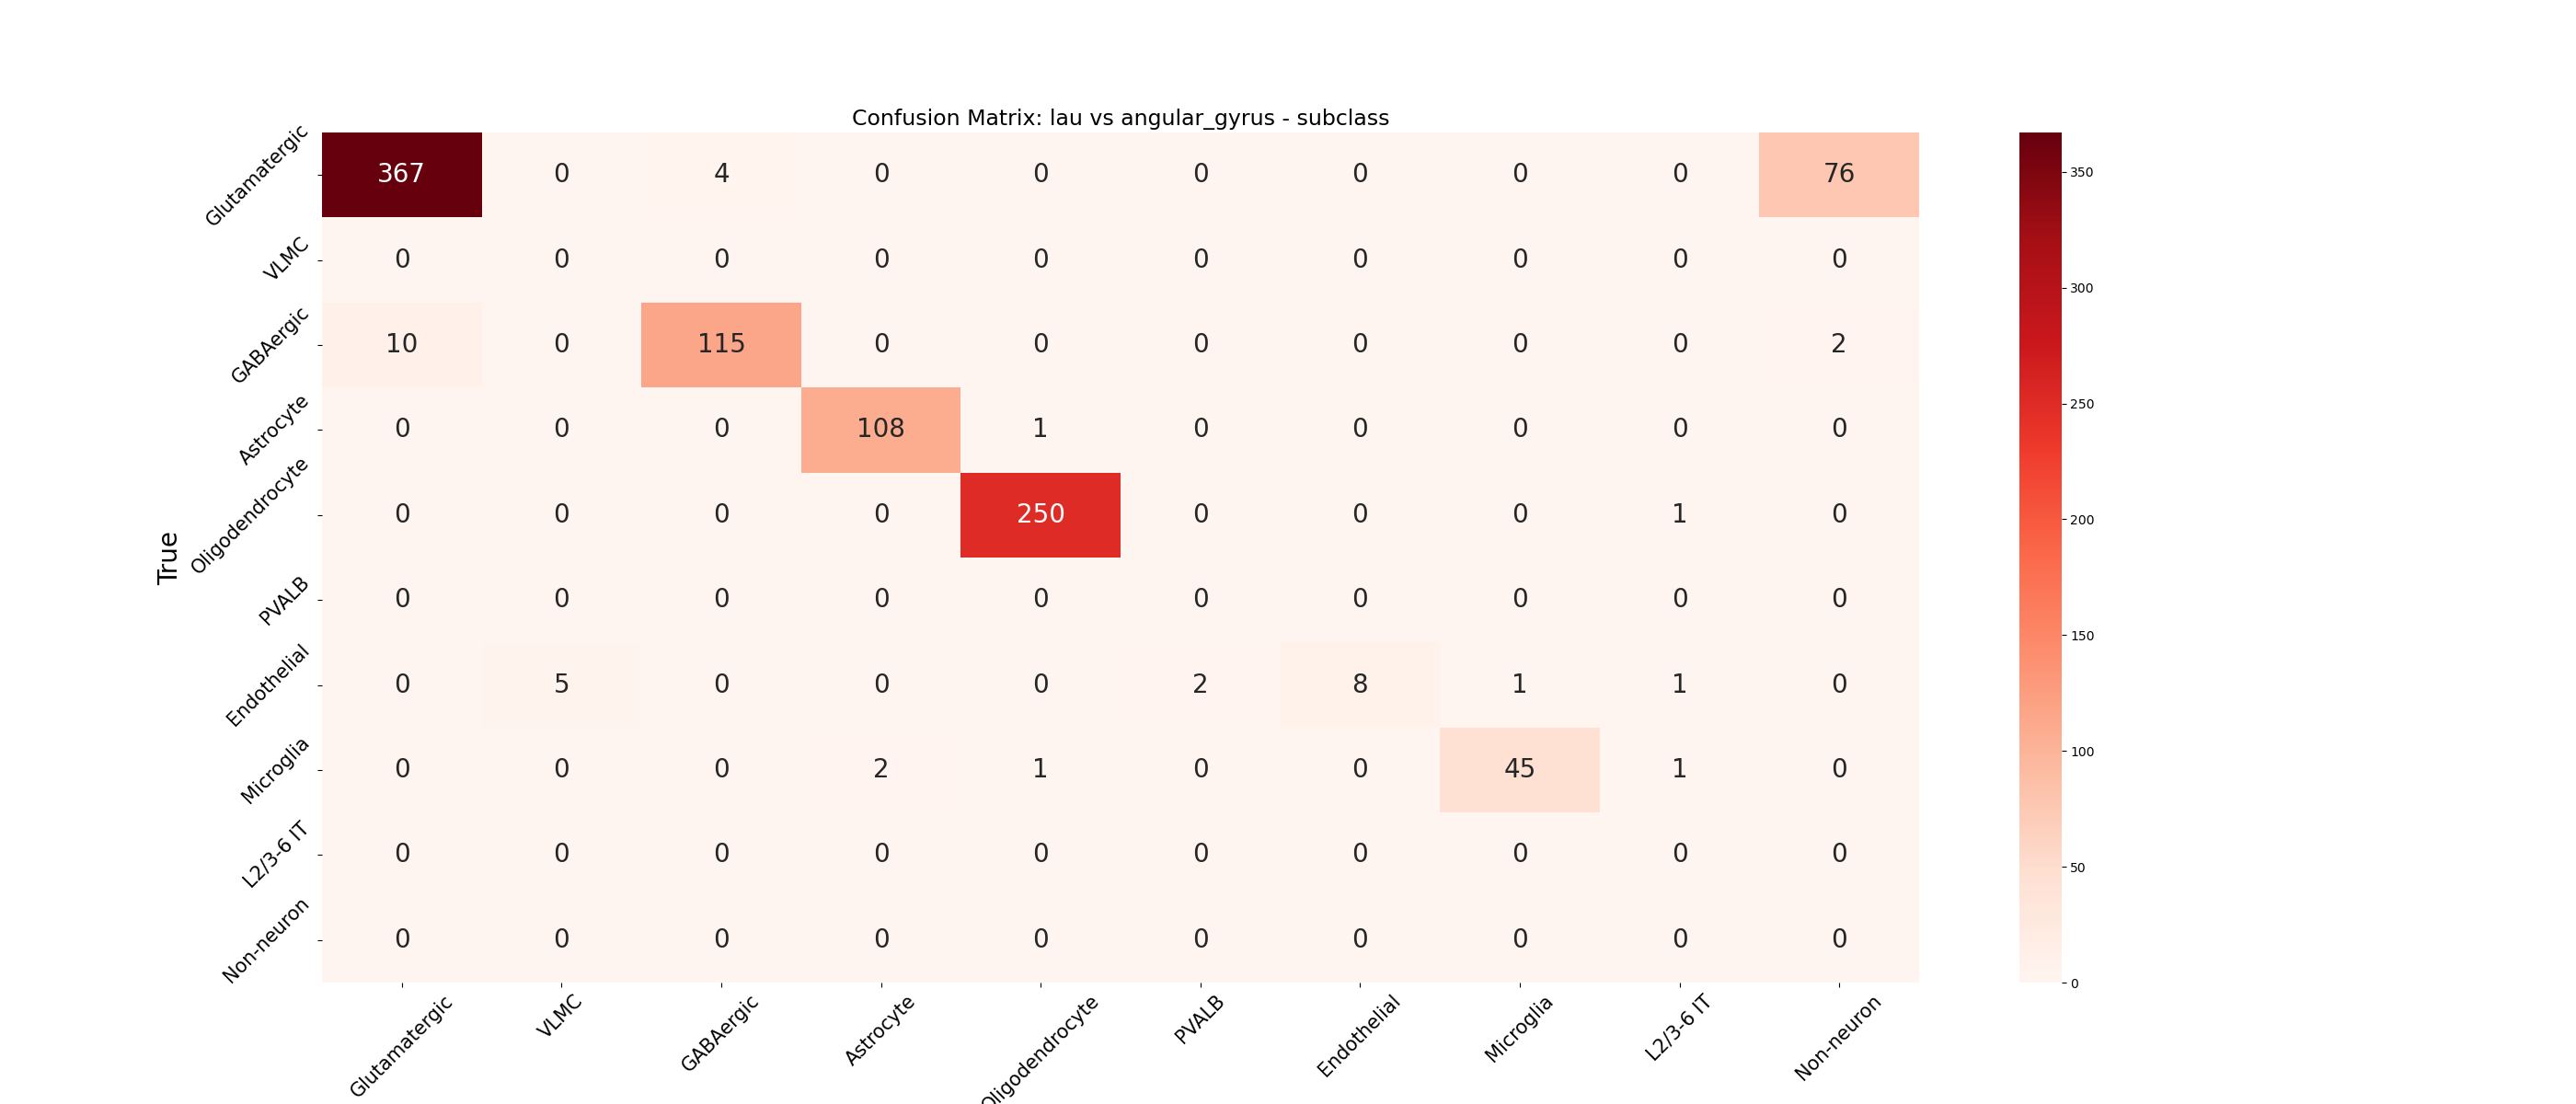 Confusion Matrix: lau vs angular_gyrus - subclass
True
Glutamatergic 367 0 4 0 0 0 0 0 0 76
VLMC 0 0 0 0 0 0 0 0 0 0
GABAergic 10 0 115 0 0 0 0 0 0 2
Astrocyte 0 0 0 108 1 0 0 0 0 0
Oligodendrocyte 0 0 0 0 250 0 0 0 1 0
PVALB 0 0 0 0 0 0 0 0 0 0
Endothelial 0 5 0 0 0 2 8 1 1 0
Microglia 0 0 0 2 1 0 0 45 1 0
L2/3-6 IT 0 0 0 0 0 0 0 0 0 0
Non-neuron 0 0 0 0 0 0 0 0 0 0
Glutamatergic VLMC GABAergic Astrocyte Oligodendrocyte PVALB Endothelial Microglia L2/3-6 IT Non-neuron
350
300
250
200
150
100
50
0